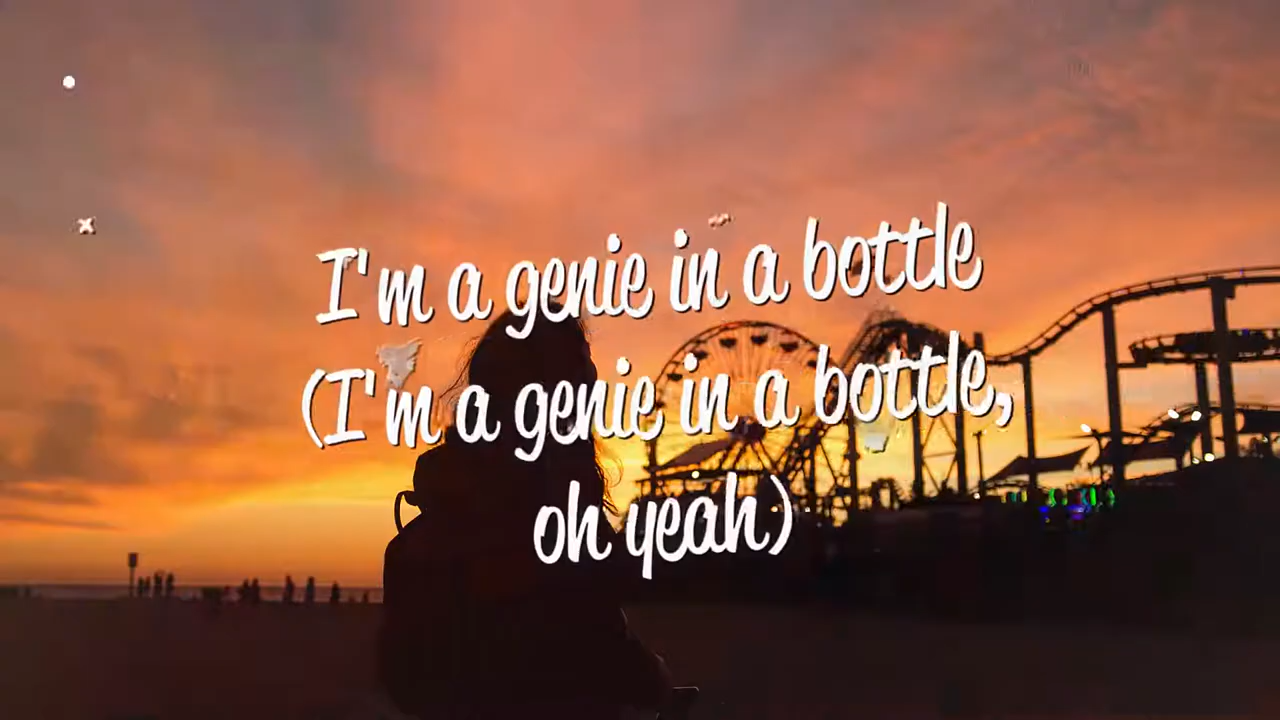 I'm a genie in a bottle
(I'm a genie in a bottle,
oh yeah)